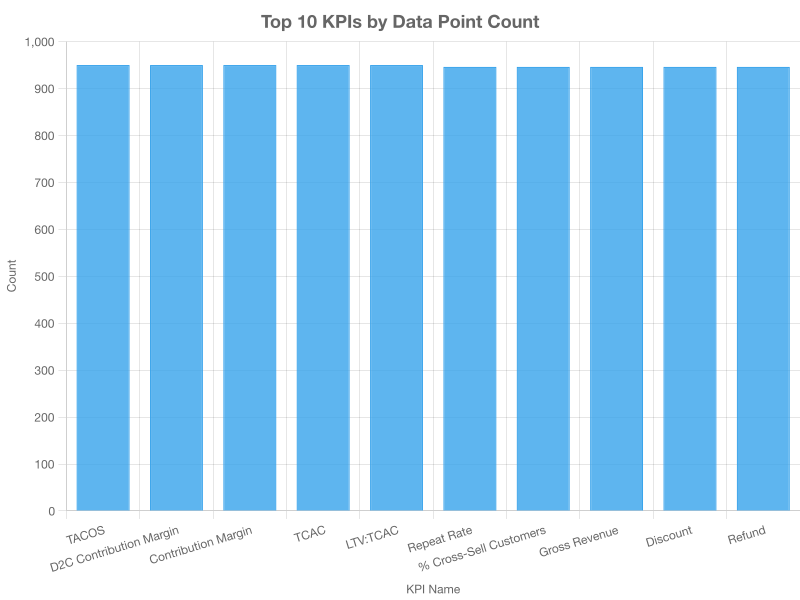 Top 10 KPIs by Data Point Count
1,000
900
800
700
600
500
400
300
200
100
0
Count
TACOS
D2C Contribution Margin
Contribution Margin
TCAC
LTV:TCAC
Repeat Rate
% Cross-Sell Customers
Gross Revenue
Discount
Refund
KPI Name